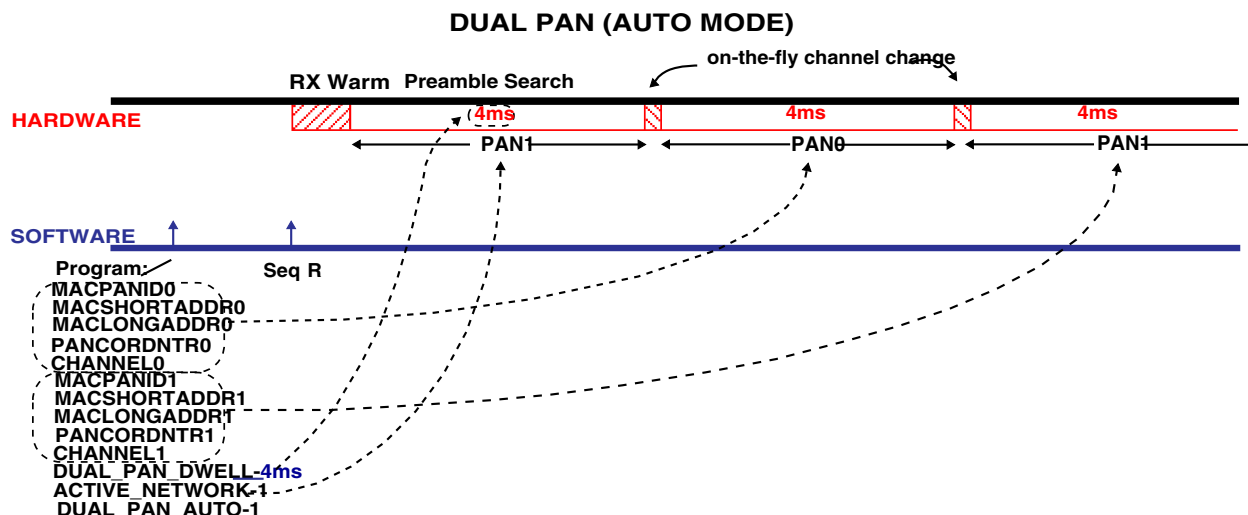 DUAL PAN (AUTO MODE)
on-the-fly channel change
RX Warm Preamble Search
HARDWARE
4ms 4ms 4ms
PAN1 PAN0 PAN1
SOFTWARE
Program: Seq R
MACPANID0
MACSHORTADDR0
MACLONGADDR0
PANCORDNTR0
CHANNEL0
MACPANID1
MACSHORTADDR1
MACLONGADDR1
PANCORDNTR1
CHANNEL1
DUAL_PAN_DWELL-4ms
ACTIVE_NETWORK-1
DUAL_PAN_AUTO-1